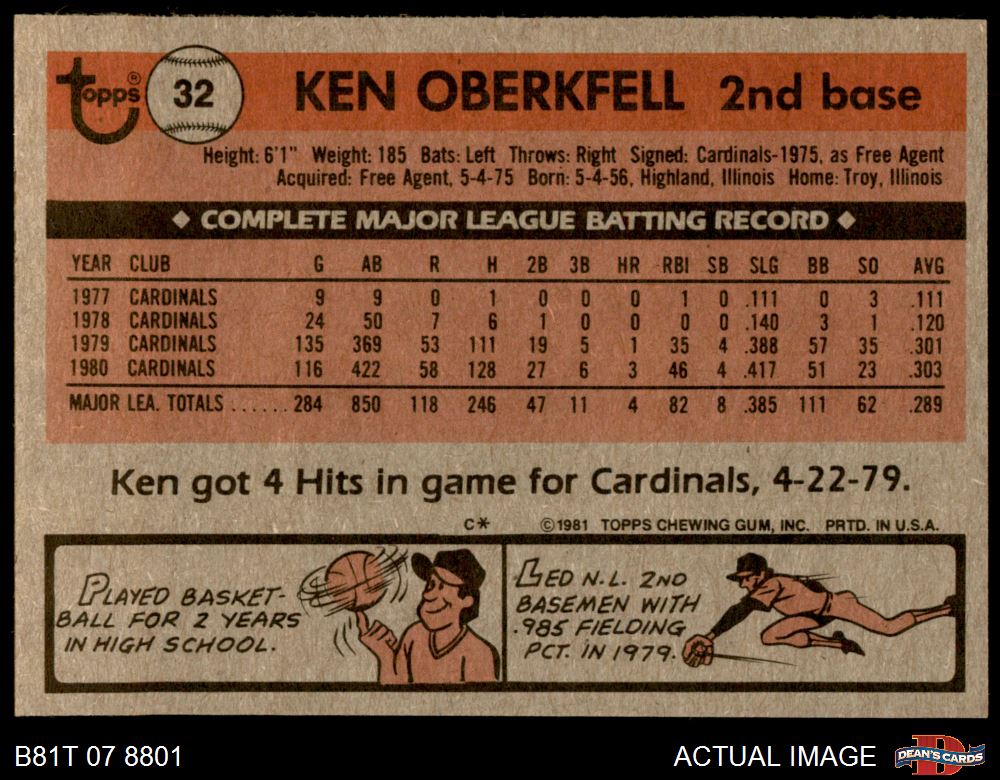 topps® 32 KEN OBERKFELL 2nd base
Height: 6'1" Weight: 185 Bats: Left Throws: Right Signed: Cardinals-1975, as Free Agent
Acquired: Free Agent, 5-4-75 Born: 5-4-56, Highland, Illinois Home: Troy, Illinois
◆ COMPLETE MAJOR LEAGUE BATTING RECORD ◆
YEAR CLUB G AB R H 2B 3B HR RBI SB SLG BB SO AVG
1977 CARDINALS 9 9 0 1 0 0 0 1 0 .111 0 3 .111
1978 CARDINALS 24 50 7 6 1 0 0 0 0 .140 3 1 .120
1979 CARDINALS 135 369 53 111 19 5 1 35 4 .388 57 35 .301
1980 CARDINALS 116 422 58 128 27 6 3 46 4 .417 51 23 .303
MAJOR LEA. TOTALS ...... 284 850 118 246 47 11 4 82 8 .385 111 62 .289
Ken got 4 Hits in game for Cardinals, 4-22-79.
C* ©1981 TOPPS CHEWING GUM, INC. PRTD. IN U.S.A.
PLAYED BASKET-
BALL FOR 2 YEARS
IN HIGH SCHOOL.
LED N.L. 2ND
BASEMEN WITH
.985 FIELDING
PCT. IN 1979.
B81T 07 8801 ACTUAL IMAGE DEAN'S CARDS